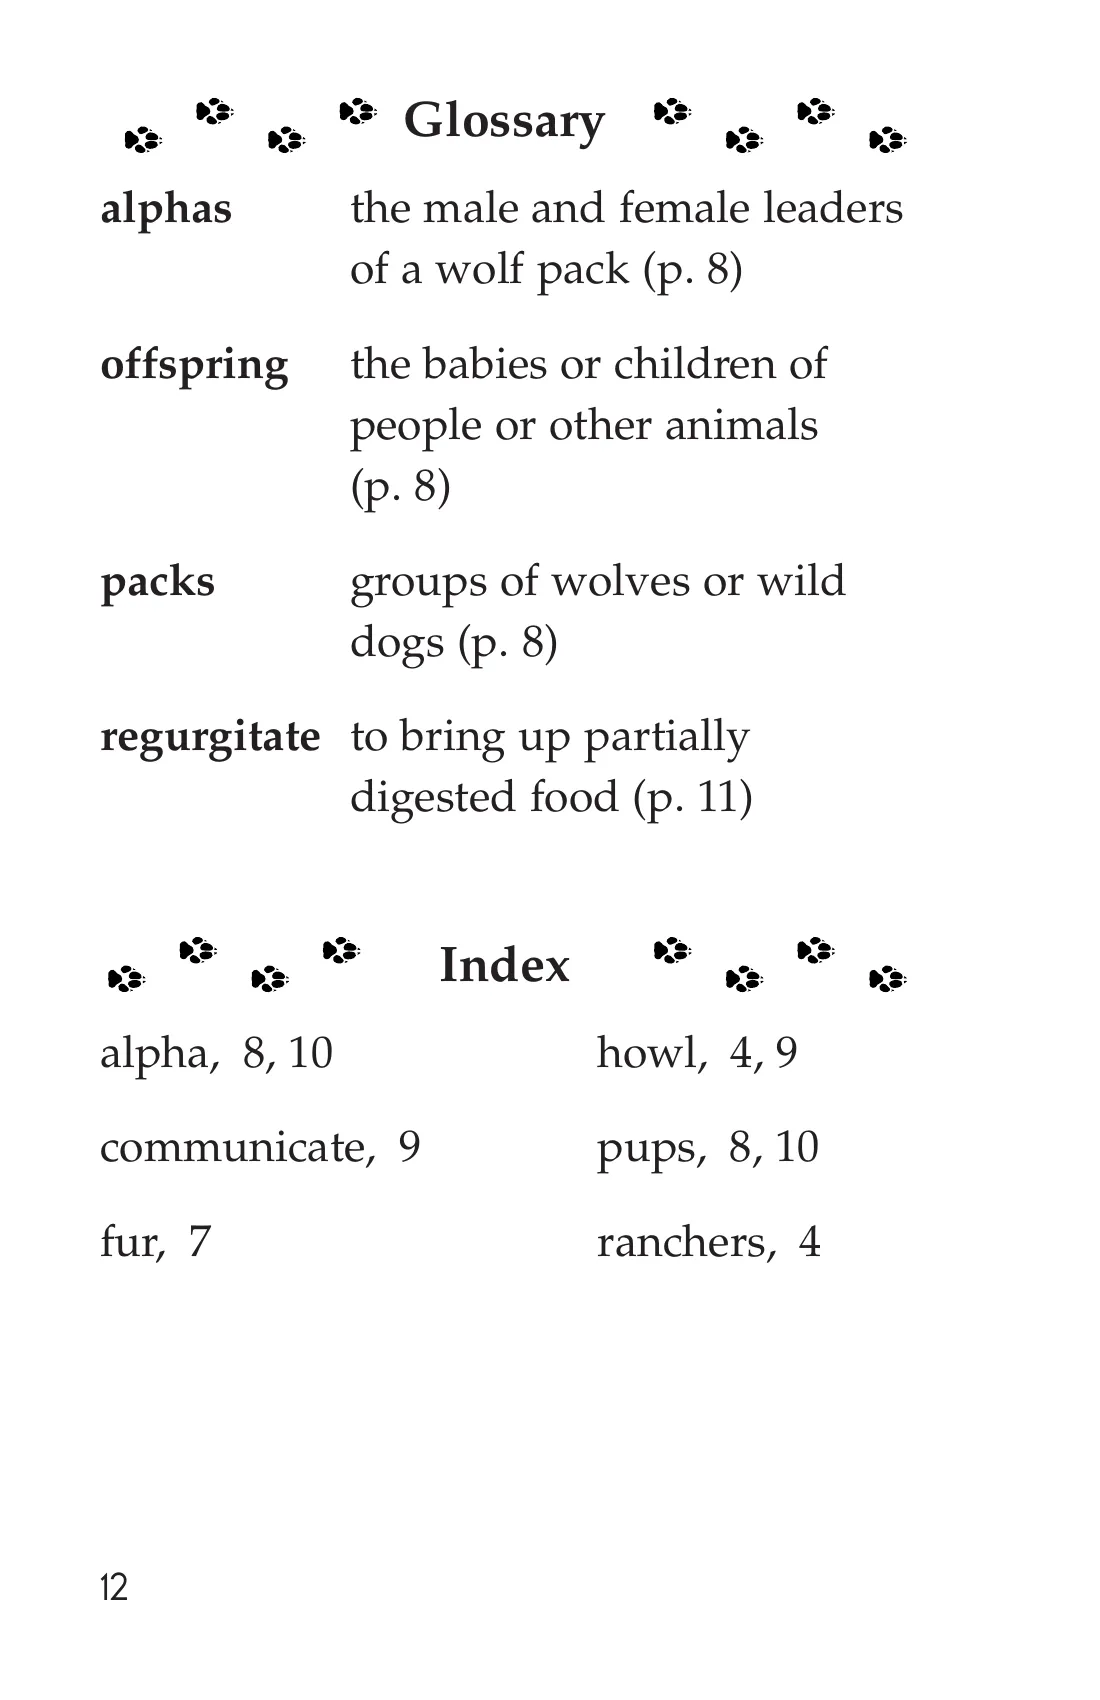 Glossary
alphas the male and female leaders
of a wolf pack (p. 8)
offspring the babies or children of
people or other animals
(p. 8)
packs groups of wolves or wild
dogs (p. 8)
regurgitate to bring up partially
digested food (p. 11)
Index
alpha, 8, 10
communicate, 9
fur, 7
howl, 4, 9
pups, 8, 10
ranchers, 4
12